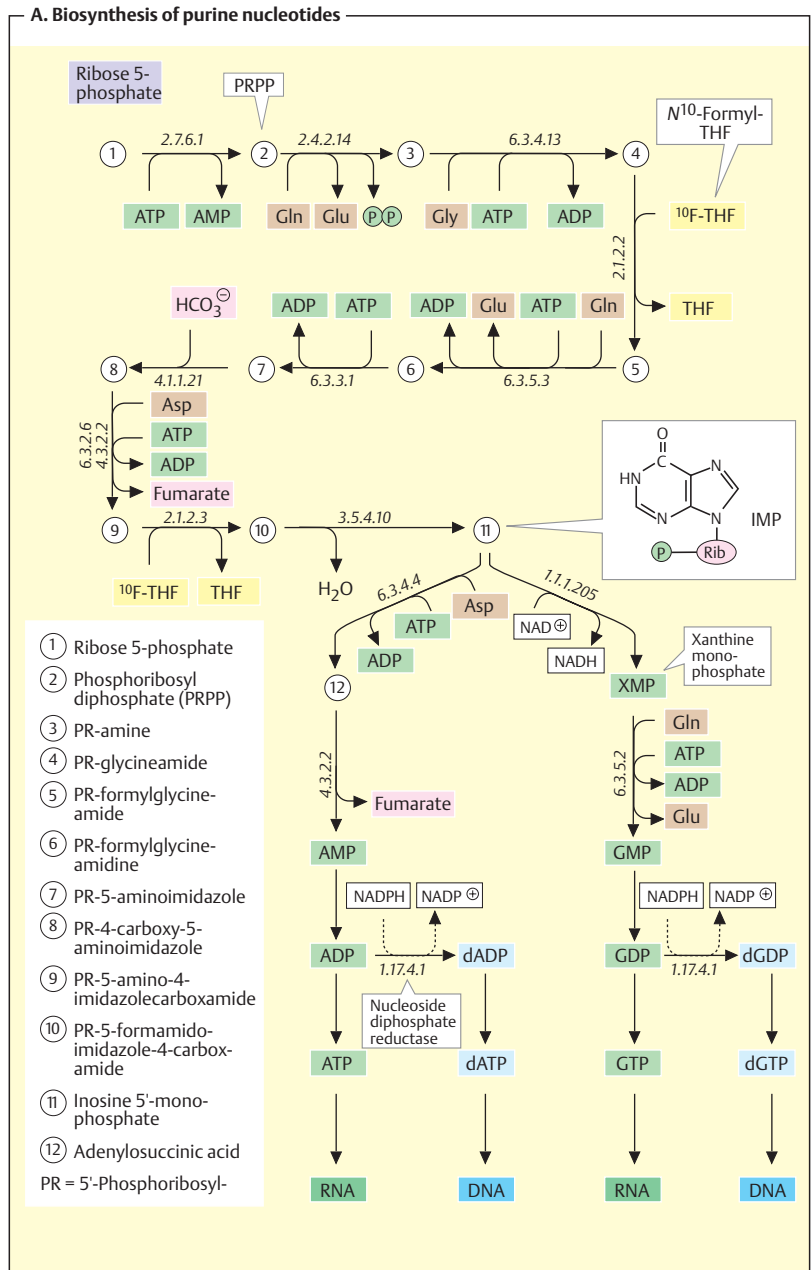 A. Biosynthesis of purine nucleotides
Ribose 5-
phosphate
PRPP
N10-Formyl-
THF
1
2.7.6.1
2
2.4.2.14
3
6.3.4.13
4
ATP
AMP
Gln
Glu
P P
Gly
ATP
ADP
10F-THF
2.1.2.2
THF
HCO3⊖
ADP
ATP
ADP
Glu
ATP
Gln
8
4.1.1.21
7
6.3.3.1
6
6.3.5.3
5
6.3.2.6
4.3.2.2
Asp
ATP
ADP
Fumarate
9
2.1.2.3
10
3.5.4.10
11
10F-THF
THF
H2O
O
C
HN
N
N
N
P
Rib
IMP
6.3.4.4
Asp
ATP
ADP
1.1.1.205
NAD⊕
NADH
12
XMP
Xanthine
mono-
phosphate
4.3.2.2
Fumarate
6.3.5.2
Gln
ATP
ADP
Glu
AMP
GMP
NADPH
NADP⊕
NADPH
NADP⊕
ADP
1.17.4.1
dADP
GDP
1.17.4.1
dGDP
Nucleoside
diphosphate
reductase
ATP
dATP
GTP
dGTP
RNA
DNA
RNA
DNA
1 Ribose 5-phosphate
2 Phosphoribosyl
diphosphate (PRPP)
3 PR-amine
4 PR-glycineamide
5 PR-formylglycine-
amide
6 PR-formylglycine-
amidine
7 PR-5-aminoimidazole
8 PR-4-carboxy-5-
aminoimidazole
9 PR-5-amino-4-
imidazolecarboxamide
10 PR-5-formamido-
imidazole-4-carbox-
amide
11 Inosine 5'-mono-
phosphate
12 Adenylosuccinic acid
PR = 5'-Phosphoribosyl-